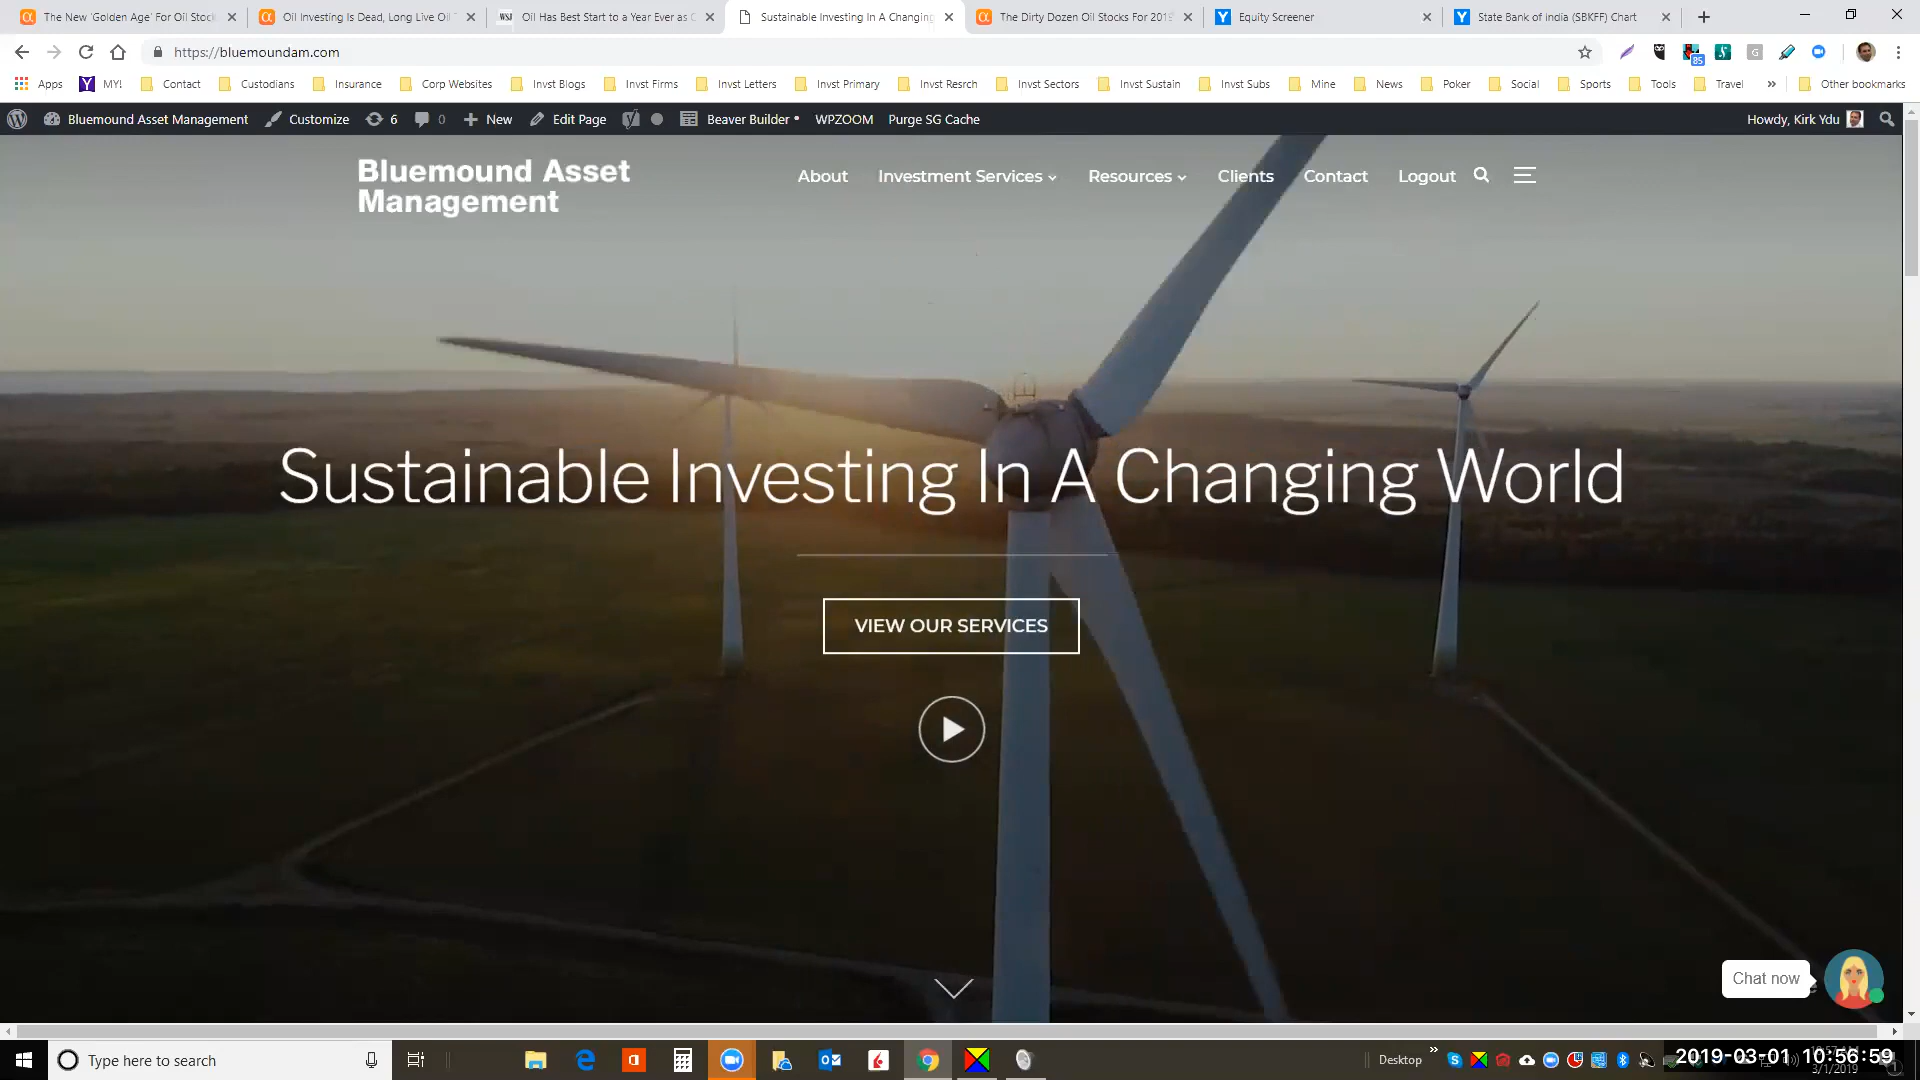 The New 'Golden Age' For Oil Stock
Oil Investing Is Dead, Long Live Oil
WSJ Oil Has Best Start to a Year Ever as
Sustainable Investing In A Changing
The Dirty Dozen Oil Stocks For 2019
Equity Screener
State Bank of India (SBKFF) Chart
https://bluemoundam.com
85
Apps
MY!
Contact
Custodians
Insurance
Corp Websites
Invst Blogs
Invst Firms
Invst Letters
Invst Primary
Invst Resrch
Invst Sectors
Invst Sustain
Invst Subs
Mine
News
Poker
Social
Sports
Tools
Travel
Other bookmarks
Bluemound Asset Management
Customize
6
0
New
Edit Page
Beaver Builder
WPZOOM
Purge SG Cache
Howdy, Kirk Ydu
Bluemound Asset
Management
About
Investment Services
Resources
Clients
Contact
Logout
Sustainable Investing In A Changing World
VIEW OUR SERVICES
Chat now
Type here to search
Desktop
2019-03-01 10:56:59
3/1/2019